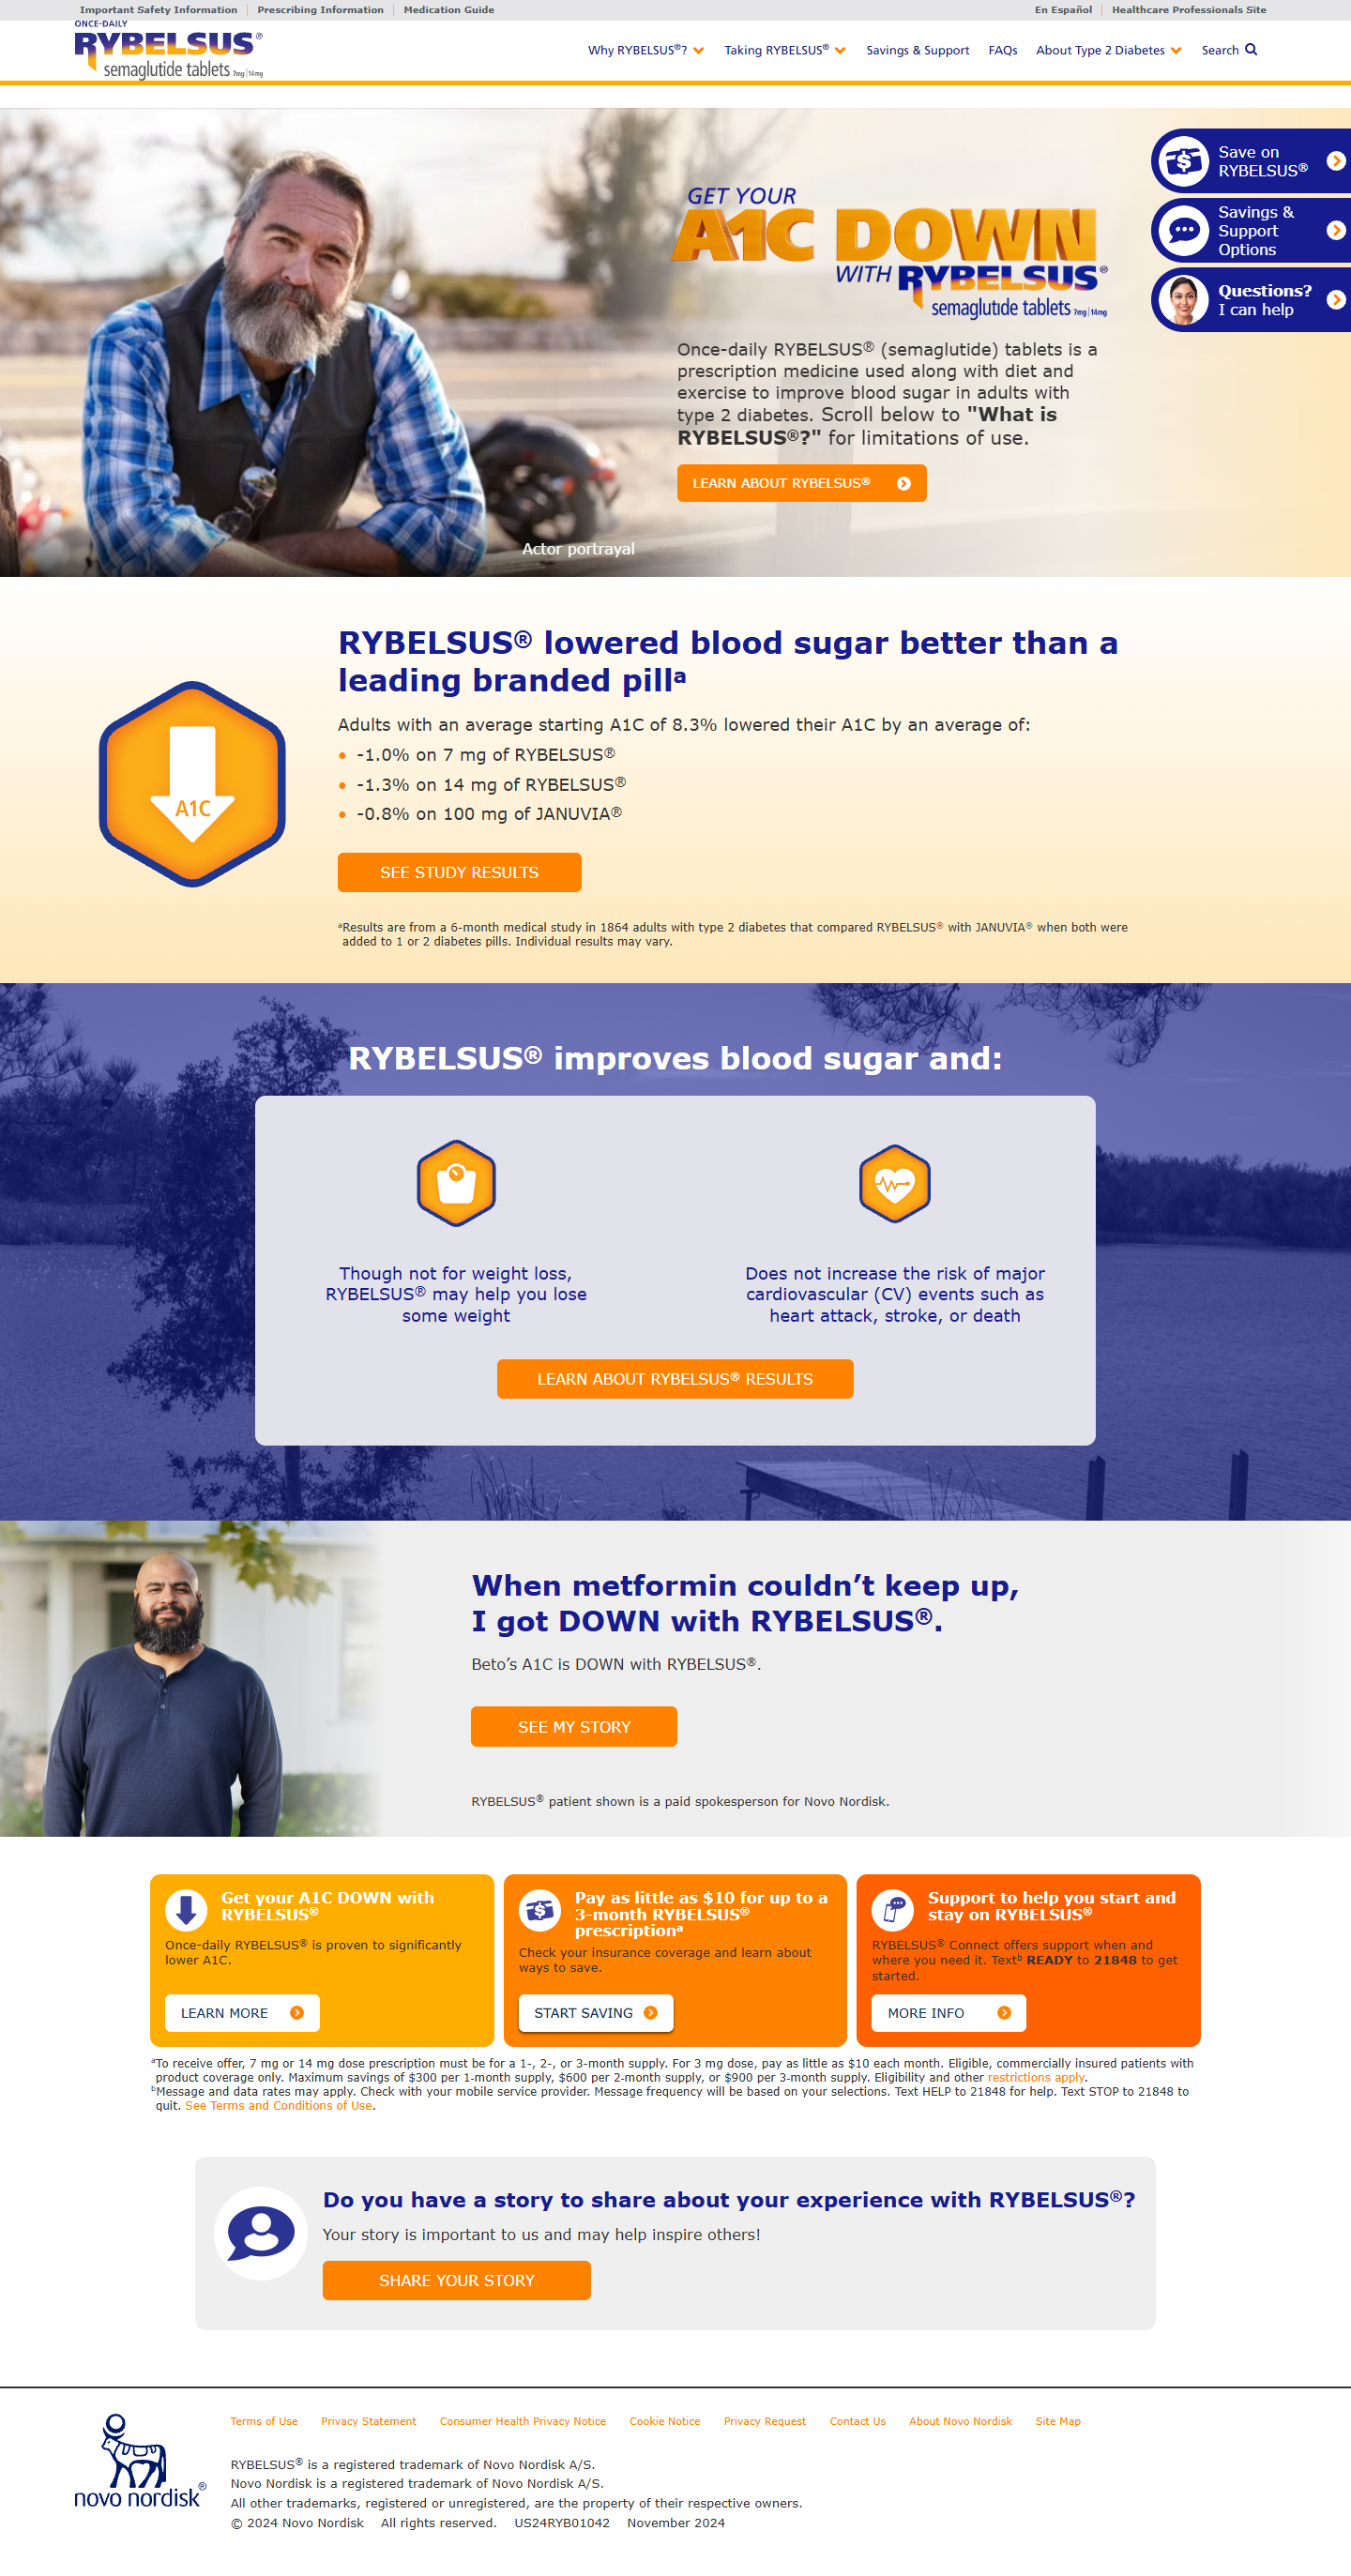 Important Safety Information | Prescribing Information | Medication Guide
En Español | Healthcare Professionals Site
ONCE-DAILY
RYBELSUS®
semaglutide tablets 7mg|14mg
Why RYBELSUS®? Taking RYBELSUS® Savings & Support FAQs About Type 2 Diabetes Search
Save on
RYBELSUS®
Savings &
Support
Options
Questions?
I can help
GET YOUR
A1C DOWN
WITH RYBELSUS®
semaglutide tablets 7mg|14mg
Once-daily RYBELSUS® (semaglutide) tablets is a
prescription medicine used along with diet and
exercise to improve blood sugar in adults with
type 2 diabetes. Scroll below to "What is
RYBELSUS®?" for limitations of use.
LEARN ABOUT RYBELSUS®
Actor portrayal
RYBELSUS® lowered blood sugar better than a
leading branded pillᵃ
Adults with an average starting A1C of 8.3% lowered their A1C by an average of:
• -1.0% on 7 mg of RYBELSUS®
• -1.3% on 14 mg of RYBELSUS®
• -0.8% on 100 mg of JANUVIA®
A1C
SEE STUDY RESULTS
ᵃResults are from a 6-month medical study in 1864 adults with type 2 diabetes that compared RYBELSUS® with JANUVIA® when both were
added to 1 or 2 diabetes pills. Individual results may vary.
RYBELSUS® improves blood sugar and:
Though not for weight loss,
RYBELSUS® may help you lose
some weight
Does not increase the risk of major
cardiovascular (CV) events such as
heart attack, stroke, or death
LEARN ABOUT RYBELSUS® RESULTS
When metformin couldn’t keep up,
I got DOWN with RYBELSUS®.
Beto’s A1C is DOWN with RYBELSUS®.
SEE MY STORY
RYBELSUS® patient shown is a paid spokesperson for Novo Nordisk.
Get your A1C DOWN with
RYBELSUS®
Once-daily RYBELSUS® is proven to significantly
lower A1C.
LEARN MORE
Pay as little as $10 for up to a
3-month RYBELSUS®
prescriptionᵃ
Check your insurance coverage and learn about
ways to save.
START SAVING
Support to help you start and
stay on RYBELSUS®
RYBELSUS® Connect offers support when and
where you need it. Textᵇ READY to 21848 to get
started.
MORE INFO
ᵃTo receive offer, 7 mg or 14 mg dose prescription must be for a 1-, 2-, or 3-month supply. For 3 mg dose, pay as little as $10 each month. Eligible, commercially insured patients with
product coverage only. Maximum savings of $300 per 1-month supply, $600 per 2-month supply, or $900 per 3-month supply. Eligibility and other restrictions apply.
ᵇMessage and data rates may apply. Check with your mobile service provider. Message frequency will be based on your selections. Text HELP to 21848 for help. Text STOP to 21848 to
quit. See Terms and Conditions of Use.
Do you have a story to share about your experience with RYBELSUS®?
Your story is important to us and may help inspire others!
SHARE YOUR STORY
Terms of Use Privacy Statement Consumer Health Privacy Notice Cookie Notice Privacy Request Contact Us About Novo Nordisk Site Map
novo nordisk®
RYBELSUS® is a registered trademark of Novo Nordisk A/S.
Novo Nordisk is a registered trademark of Novo Nordisk A/S.
All other trademarks, registered or unregistered, are the property of their respective owners.
© 2024 Novo Nordisk All rights reserved. US24RYB01042 November 2024